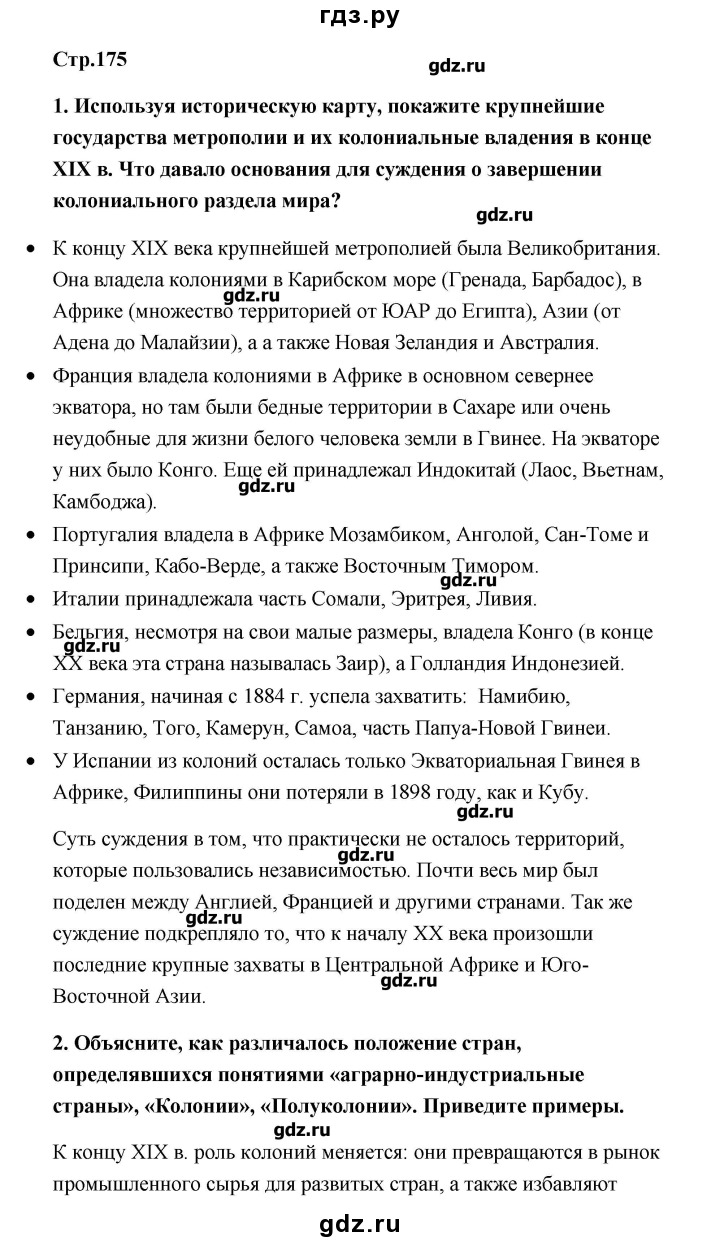 гдз.ру
Стр.175
gdz.ru
1. Используя историческую карту, покажите крупнейшие
государства метрополии и их колониальные владения в конце
XIX в. Что давало основания для суждения о завершении
колониального раздела мира?
gdz.ru
• К концу XIX века крупнейшей метрополией была Великобритания.
Она владела колониями в Карибском море (Гренада, Барбадос), в
gdz.ru
Африке (множество территорией от ЮАР до Египта), Азии (от
Адена до Малайзии), а а также Новая Зеландия и Австралия.
• Франция владела колониями в Африке в основном севернее
экватора, но там были бедные территории в Сахаре или очень
неудобные для жизни белого человека земли в Гвинее. На экваторе
у них было Конго. Еще ей принадлежал Индокитай (Лаос, Вьетнам,
gdz.ru
Камбоджа).
• Португалия владела в Африке Мозамбиком, Анголой, Сан-Томе и
Принсипи, Кабо-Верде, а также Восточным Тимором.
gdz.ru
• Италии принадлежала часть Сомали, Эритрея, Ливия.
• Бельгия, несмотря на свои малые размеры, владела Конго (в конце
gdz.ru
XX века эта страна называлась Заир), а Голландия Индонезией.
• Германия, начиная с 1884 г. успела захватить: Намибию,
Танзанию, Того, Камерун, Самоа, часть Папуа-Новой Гвинеи.
• У Испании из колоний осталась только Экваториальная Гвинея в
Африке, Филиппины они потеряли в 1898 году, как и Кубу.
gdz.ru
Суть суждения в том, что практически не осталось территорий,
gdz.ru
которые пользовались независимостью. Почти весь мир был
поделен между Англией, Францией и другими странами. Так же
gdz.ru
суждение подкрепляло то, что к началу XX века произошли
последние крупные захваты в Центральной Африке и Юго-
gdz.ru
Восточной Азии.
2. Объясните, как различалось положение стран,
определявшихся понятиями «аграрно-индустриальные
страны», «Колонии», «Полуколонии». Приведите примеры.
gdz.ru
К концу XIX в. роль колоний меняется: они превращаются в рынок
промышленного сырья для развитых стран, а также избавляют
gdz.ru